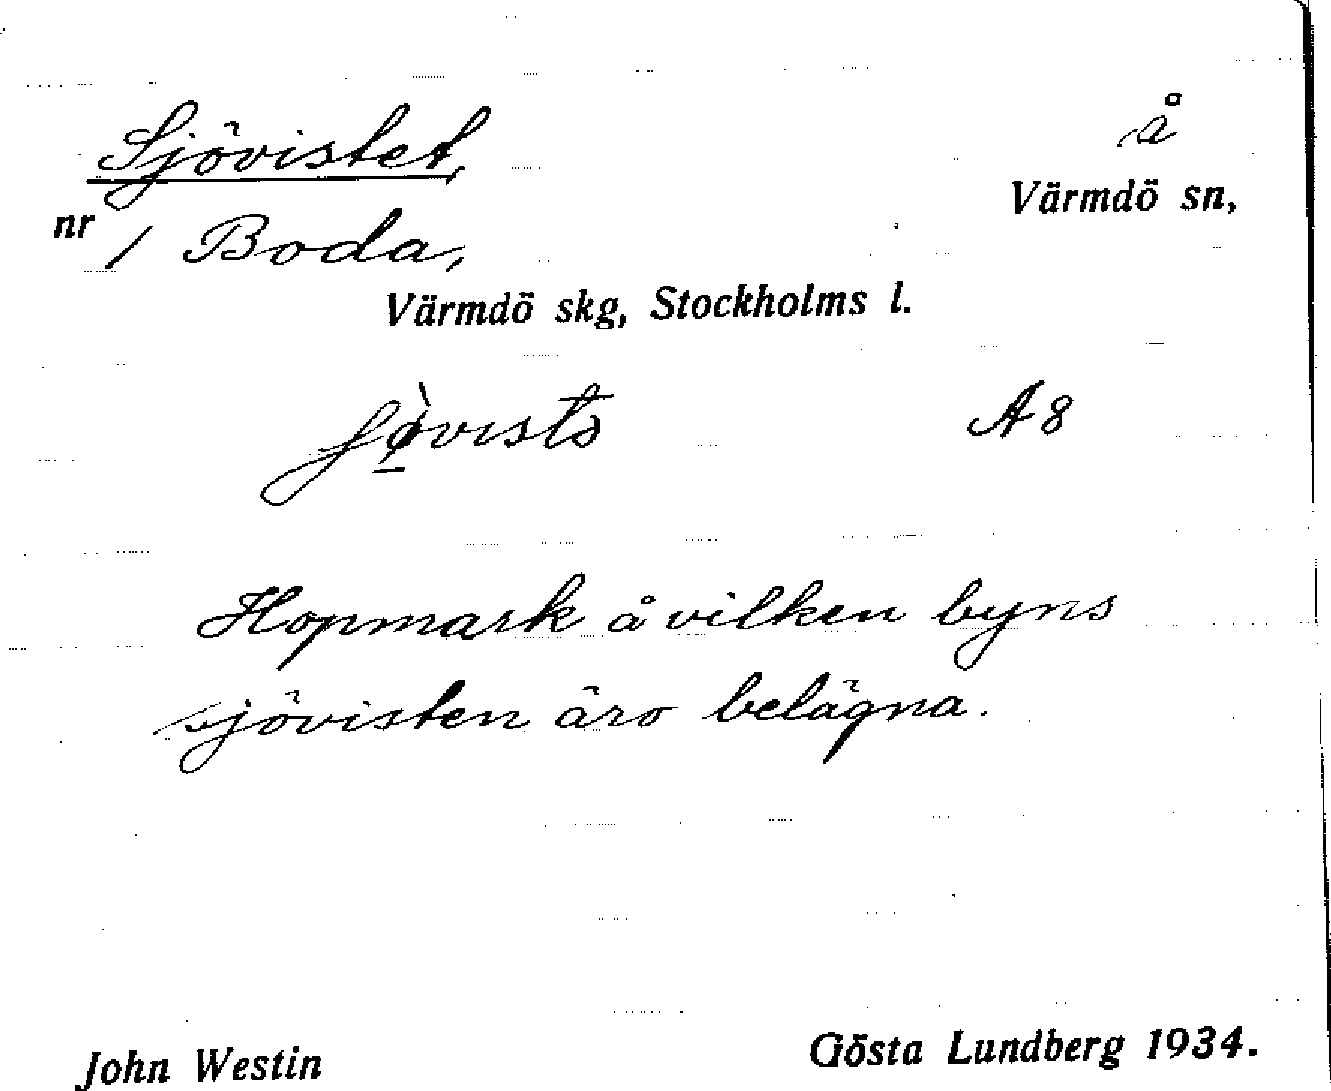 Sjövistet, å
Värmdö sn,
nr 1 Boda,
Värmdö skg, Stockholms l.
A8
Hopmark å vilken byns
sjövisten äro belägna.
John Westin Gösta Lundberg 1934.